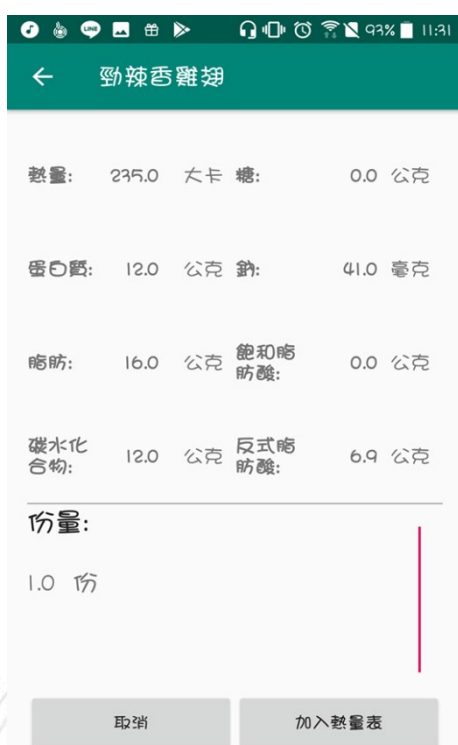 93% 11:31
勁辣香雞翅
熱量: 235.0 大卡 糖: 0.0 公克
蛋白質: 12.0 公克 鈉: 41.0 毫克
脂肪: 16.0 公克 飽和脂
肪酸: 0.0 公克
碳水化
合物: 12.0 公克 反式脂
肪酸: 6.9 公克
份量:
1.0 份
取消 加入熱量表